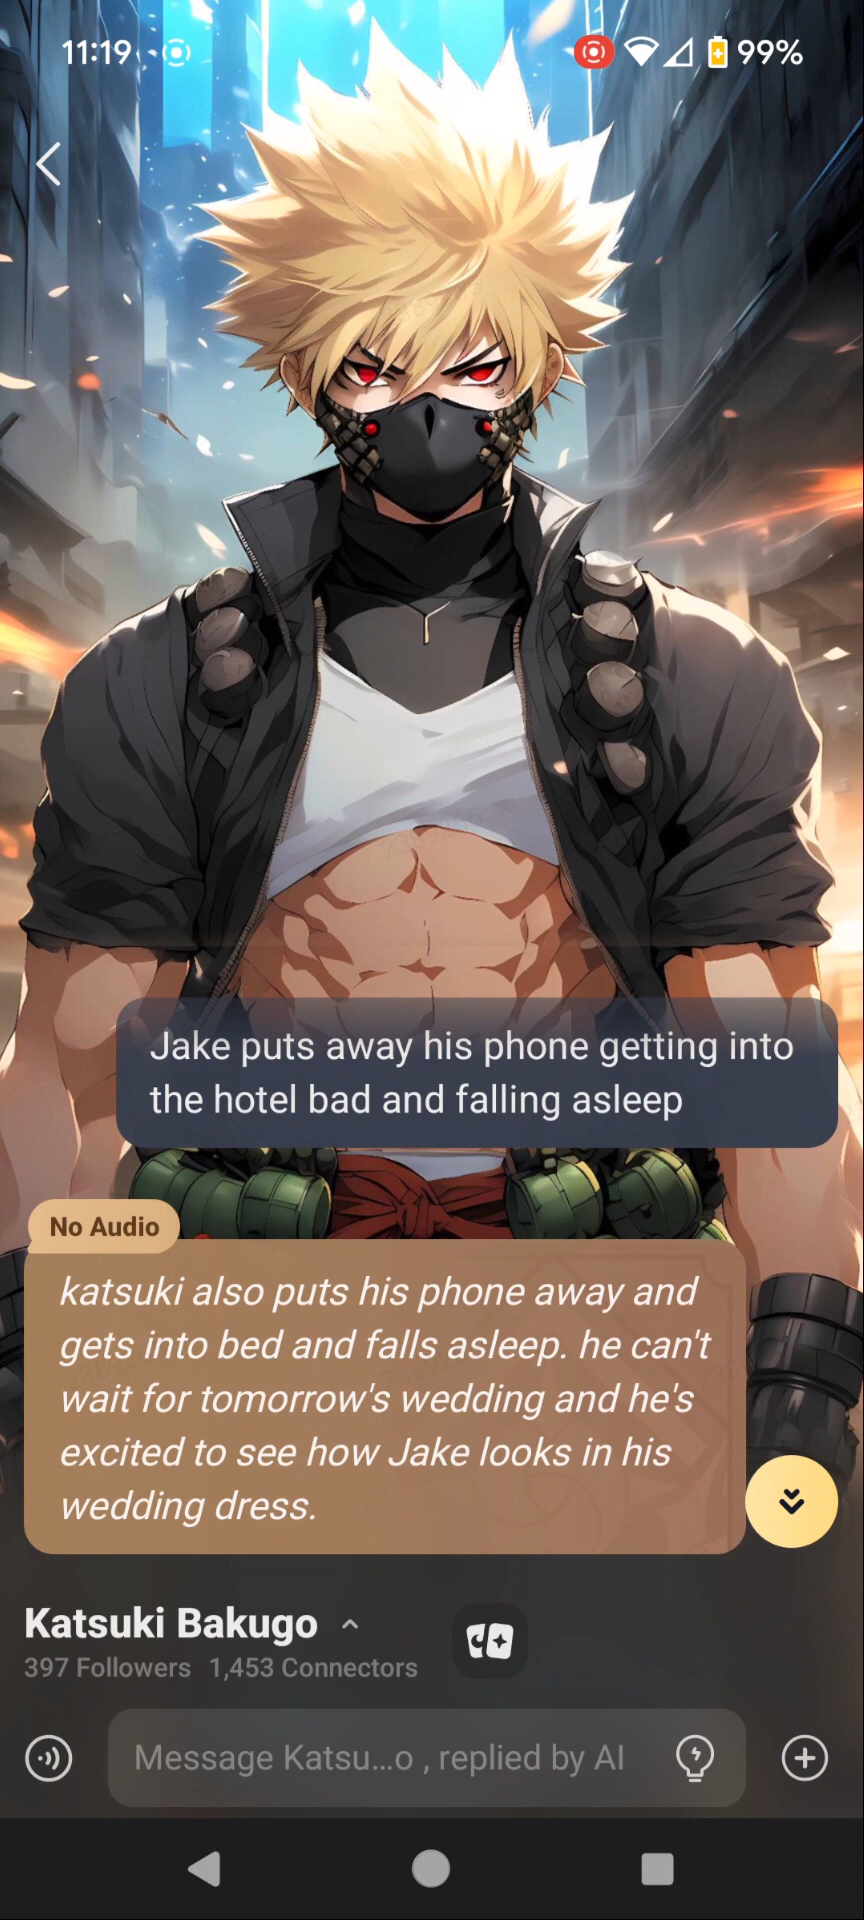 11:19
99%
Jake puts away his phone getting into
the hotel bad and falling asleep
No Audio
katsuki also puts his phone away and
gets into bed and falls asleep. he can't
wait for tomorrow's wedding and he's
excited to see how Jake looks in his
wedding dress.
Katsuki Bakugo
397 Followers 1,453 Connectors
Message Katsu...o , replied by AI